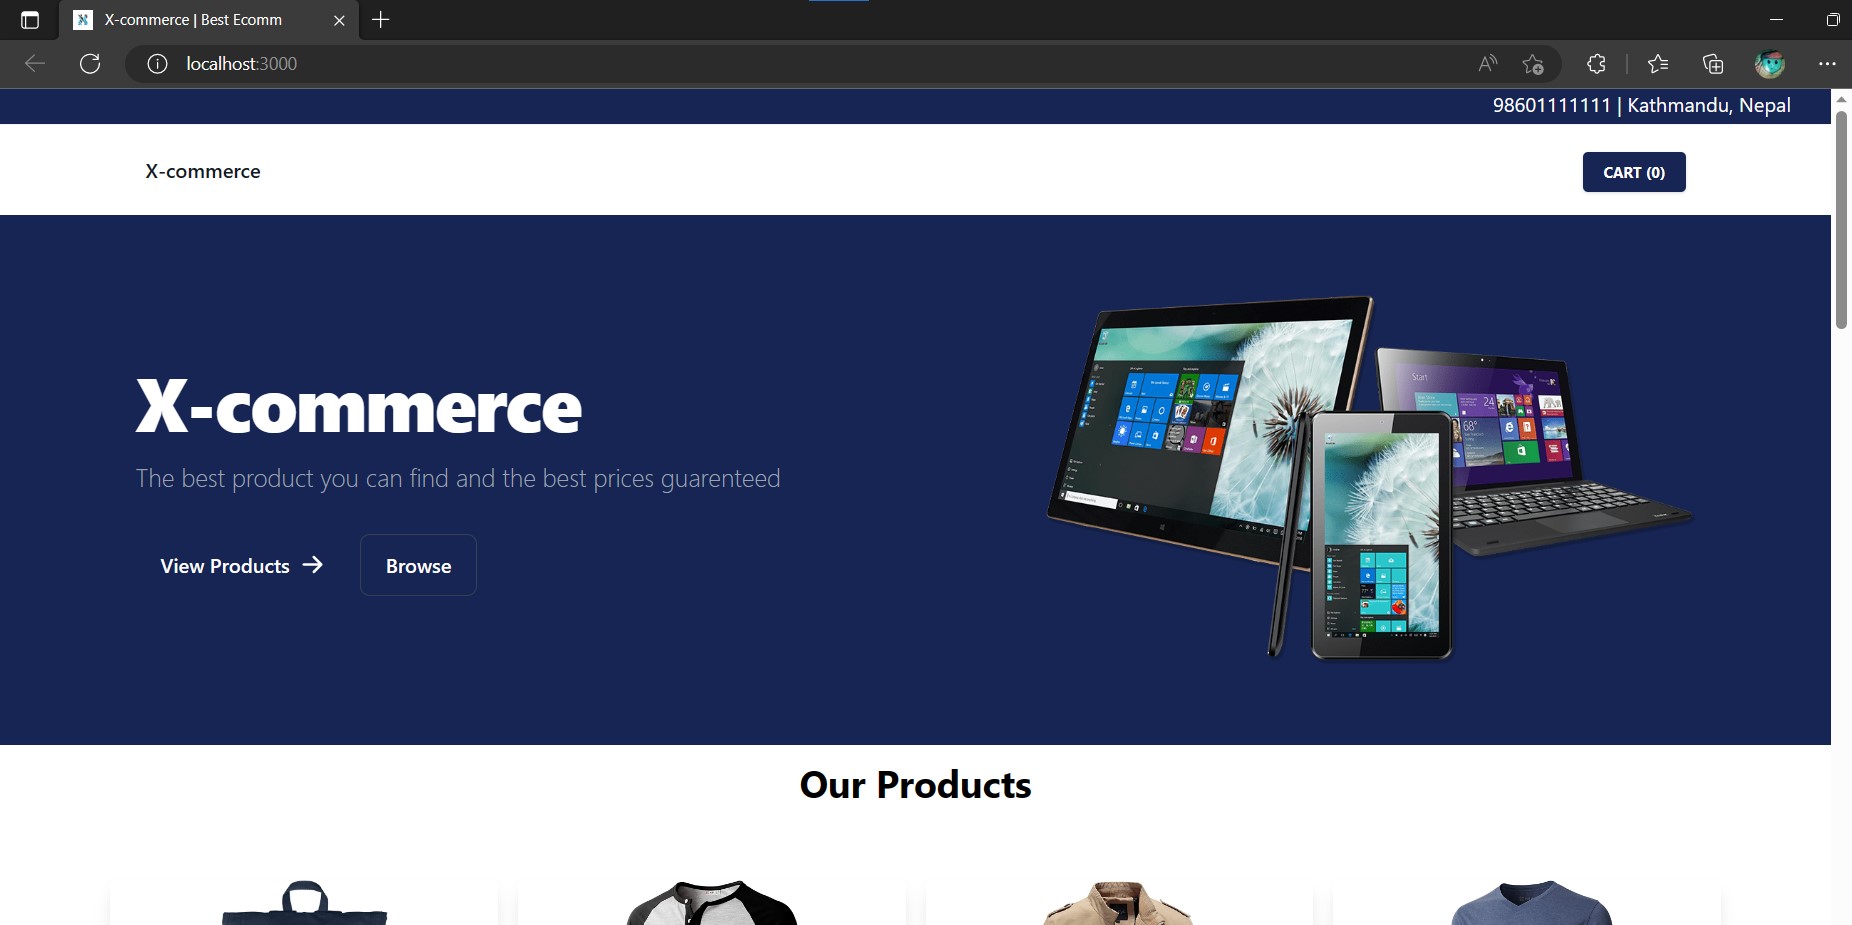 X-commerce | Best Ecomm
localhost:3000
98601111111 | Kathmandu, Nepal
X-commerce
CART (0)
X-commerce
The best product you can find and the best prices guarenteed
View Products →
Browse
Start
Our Products